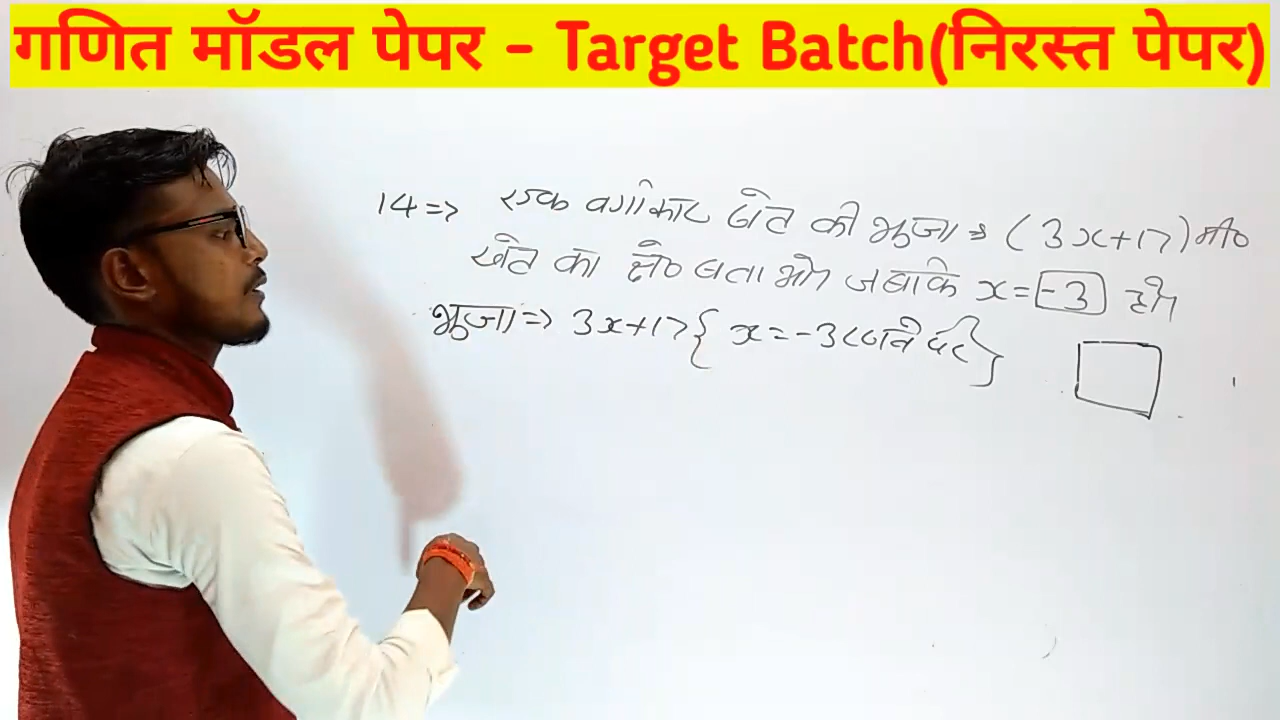 गणित मॉडल पेपर - Target Batch(निरस्त पेपर)
14 => एक वर्गाकार खेत की भुजा => (3x+17) मी०
खेत का क्षे० बताओ जबकि x = -3 हो।
भुजा => 3x+17 { x = -3 रखने पर }